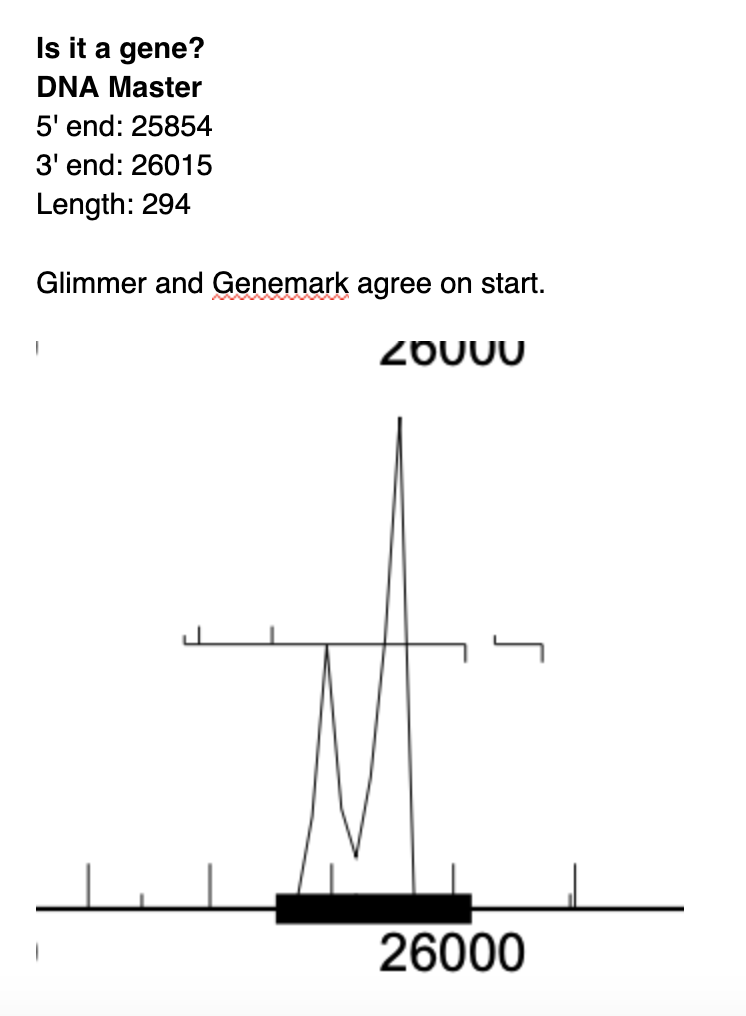 Is it a gene?
DNA Master
5' end: 25854
3' end: 26015
Length: 294
Glimmer and Genemark agree on start.
26000
26000